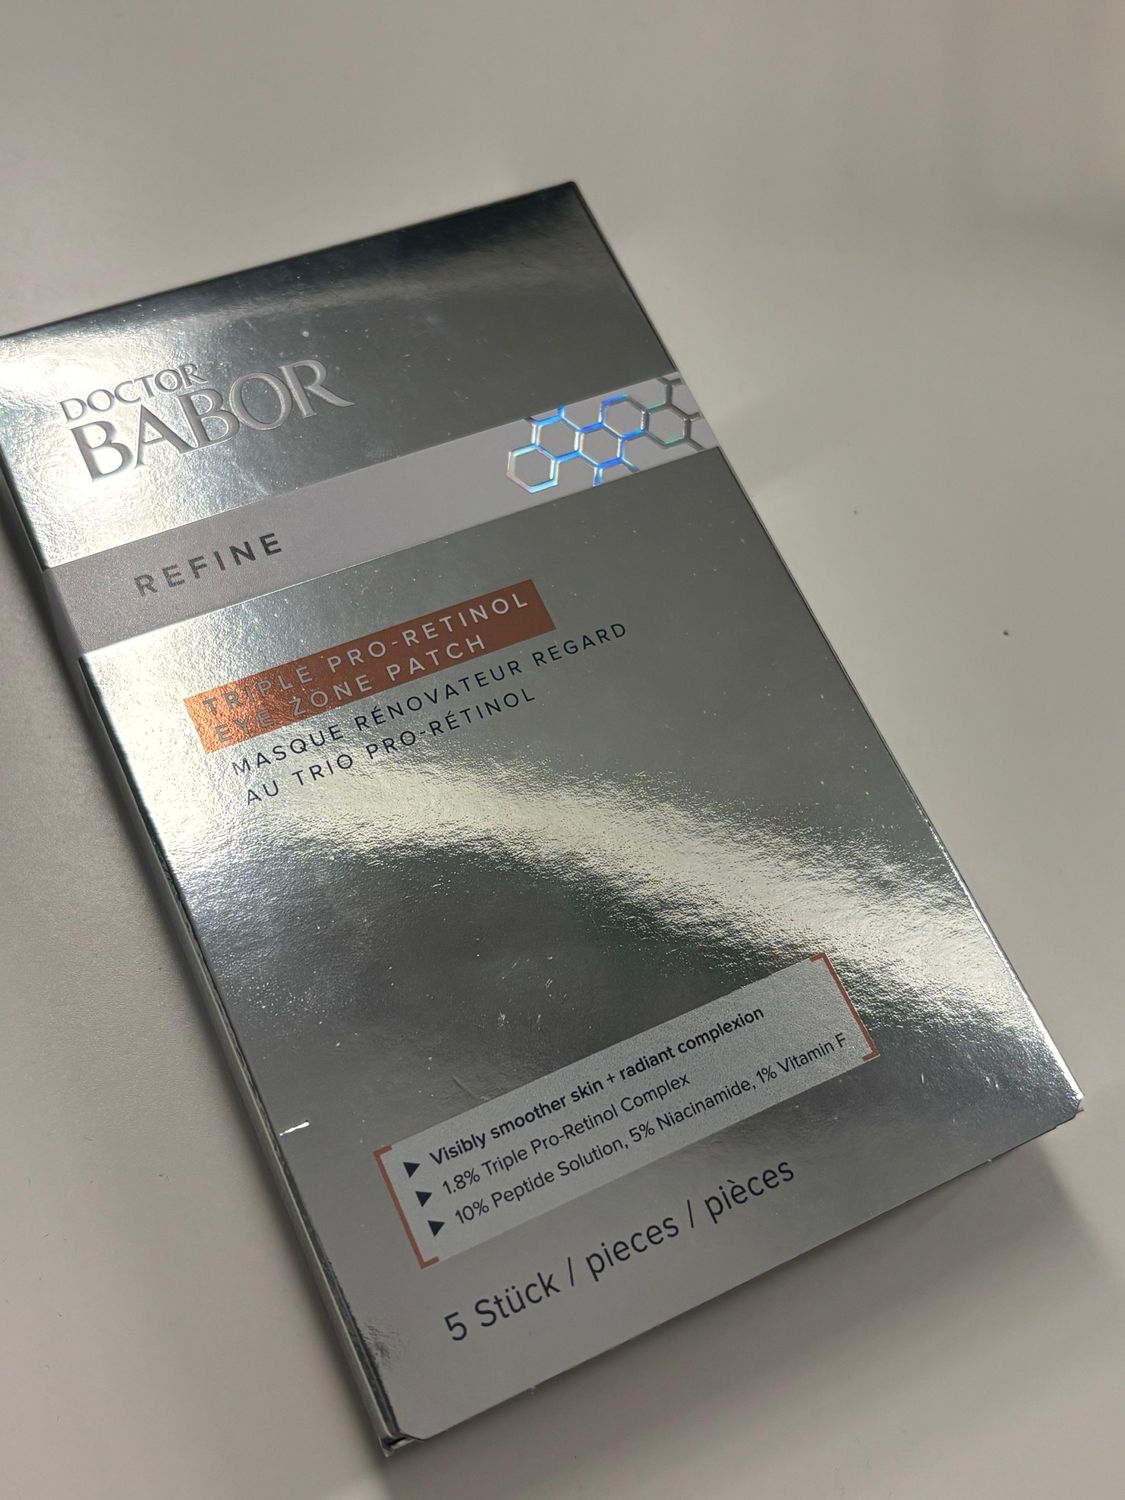 DOCTOR
BABOR
REFINE
TRIPLE PRO-RETINOL
EYE ZONE PATCH
MASQUE RÉNOVATEUR REGARD
AU TRIO PRO-RÉTINOL
▶ Visibly smoother skin + radiant complexion
▶ 1.8% Triple Pro-Retinol Complex
▶ 10% Peptide Solution, 5% Niacinamide, 1% Vitamin F
5 Stück / pieces / pièces